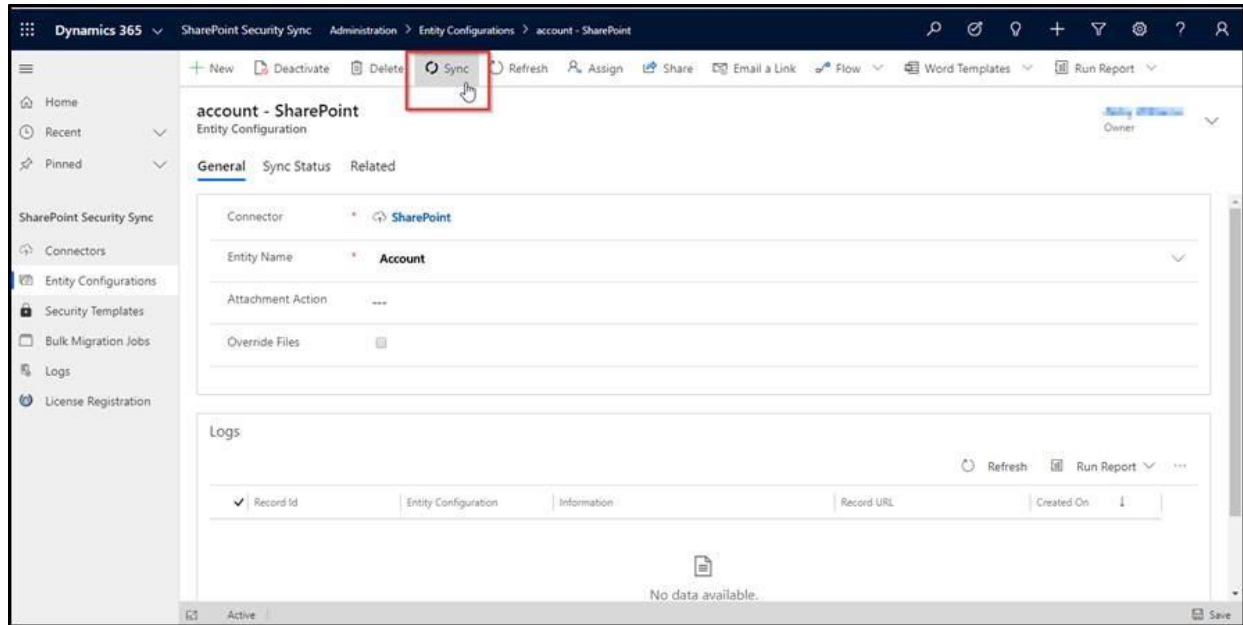 Dynamics 365 SharePoint Security Sync Administration > Entity Configurations > account - SharePoint
+ New Deactivate Delete Sync Refresh Assign Share Email a Link Flow Word Templates Run Report
Home
Recent
Pinned
SharePoint Security Sync
Connectors
Entity Configurations
Security Templates
Bulk Migration Jobs
Logs
License Registration
account - SharePoint
Entity Configuration
Owner
General Sync Status Related
Connector * SharePoint
Entity Name * Account
Attachment Action ---
Override Files
Logs
Refresh Run Report ...
Record Id Entity Configuration Information Record URL Created On ↓
No data available.
Active Save